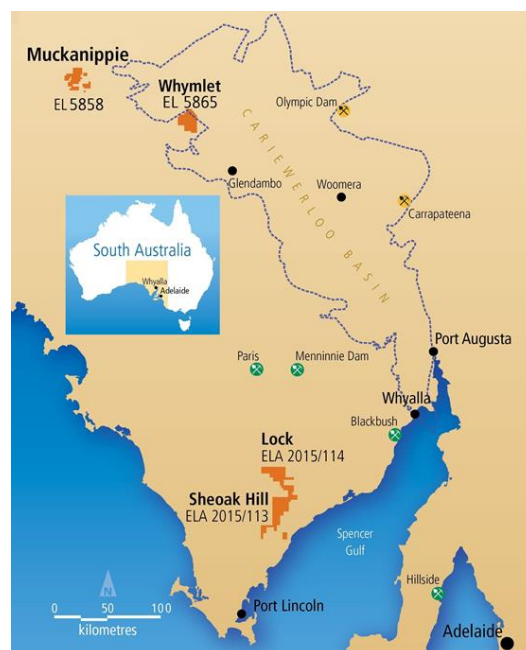 Muckanippie
EL 5858
Whymlet
EL 5865
Olympic Dam
CARIEWERLOO BASIN
Glendambo
Woomera
Carrapateena
South Australia
Whyalla
Adelaide
Port Augusta
Paris
Menninnie Dam
Whyalla
Blackbush
Lock
ELA 2015/114
Sheoak Hill
ELA 2015/113
Spencer
Gulf
Hillside
N
0 50 100
kilometres
Port Lincoln
Adelaide